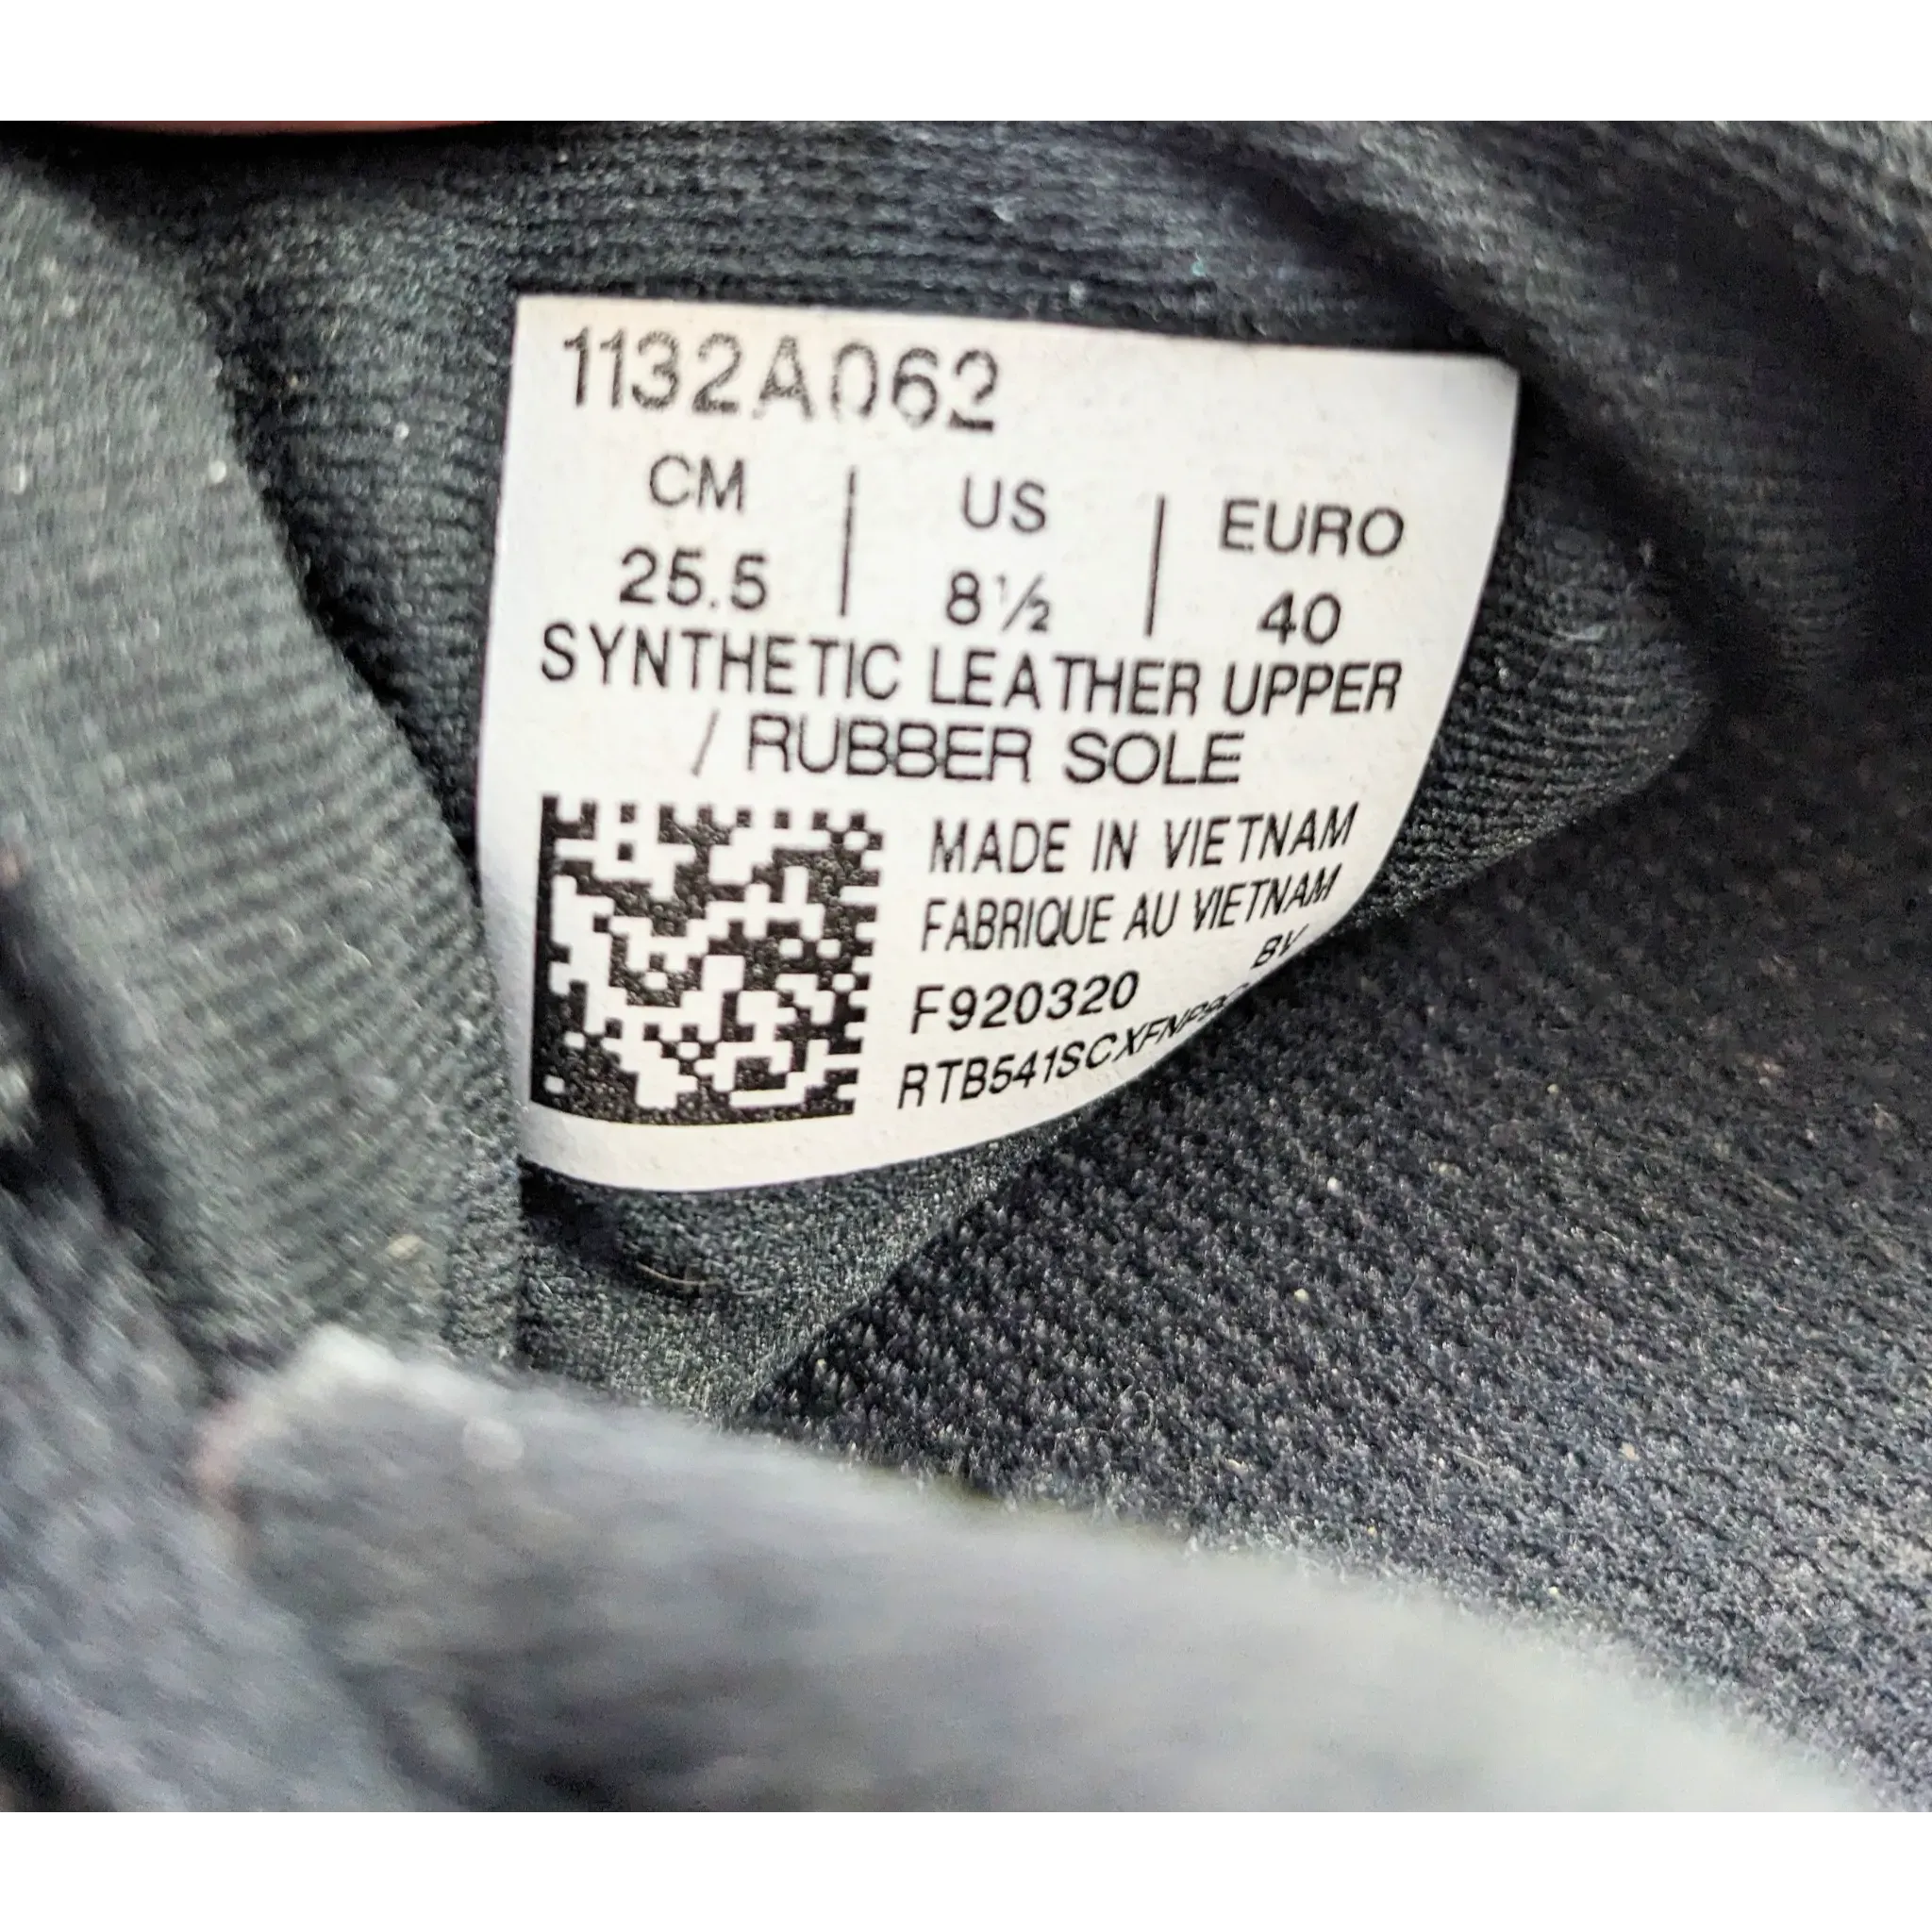 1132A062
CM | US | EURO
25.5 | 8½ | 40
SYNTHETIC LEATHER UPPER
/ RUBBER SOLE
MADE IN VIETNAM
FABRIQUE AU VIETNAM
F920320 BV